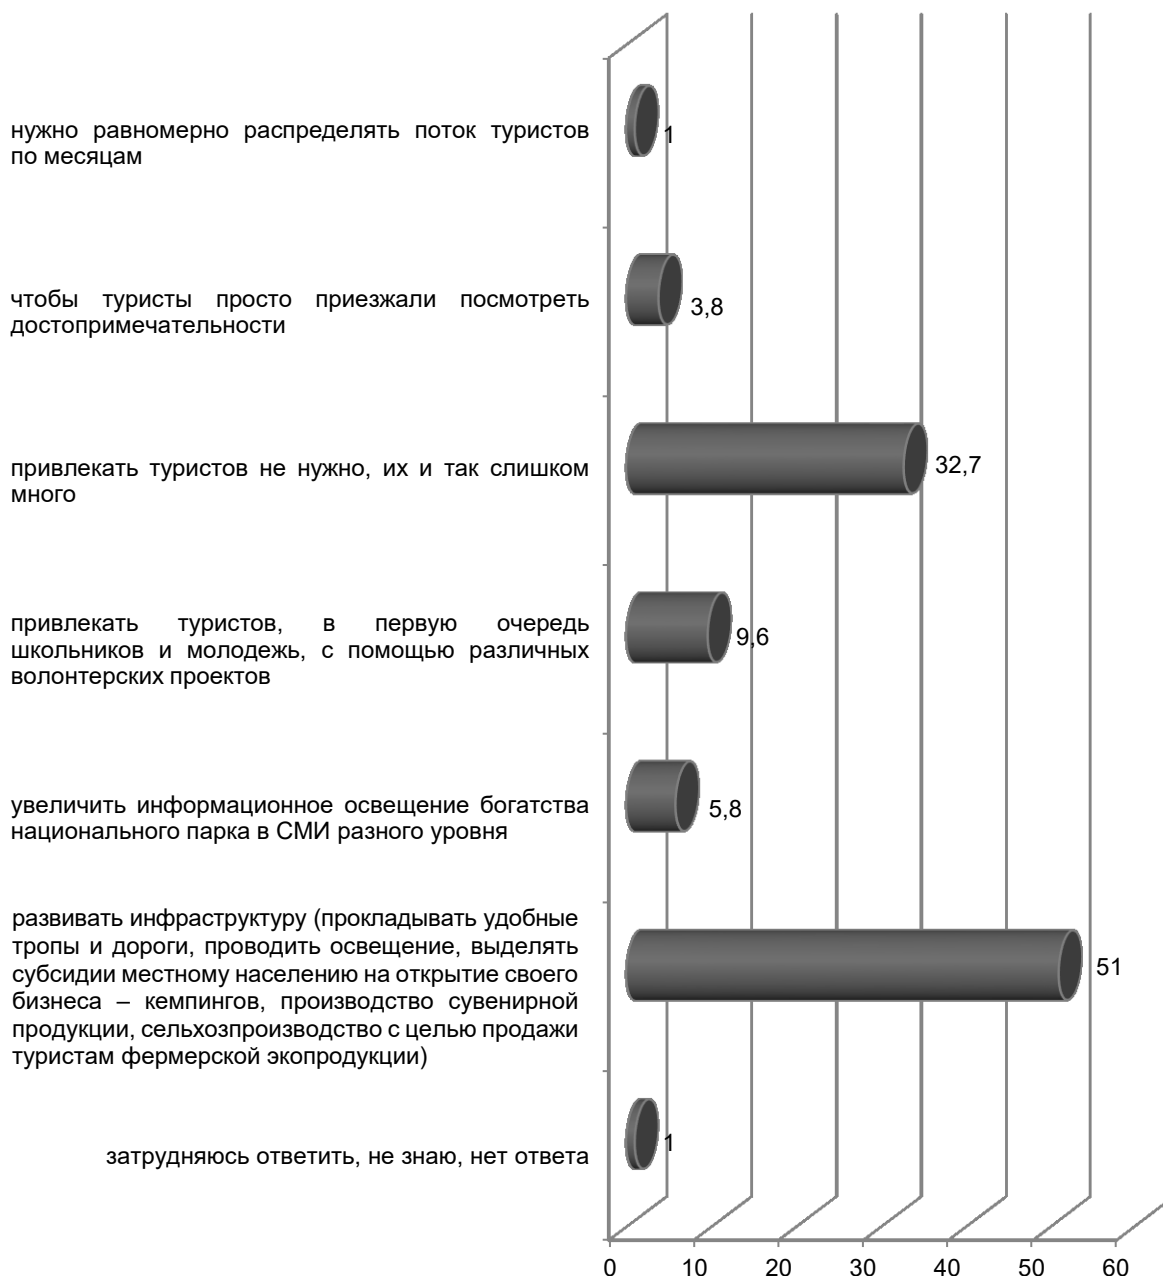 нужно равномерно распределять поток туристов
по месяцам
1
чтобы туристы просто приезжали посмотреть
достопримечательности
3,8
привлекать туристов не нужно, их и так слишком
много
32,7
привлекать туристов, в первую очередь
школьников и молодежь, с помощью различных
волонтерских проектов
9,6
увеличить информационное освещение богатства
национального парка в СМИ разного уровня
5,8
развивать инфраструктуру (прокладывать удобные
тропы и дороги, проводить освещение, выделять
субсидии местному населению на открытие своего
бизнеса – кемпингов, производство сувенирной
продукции, сельхозпроизводство с целью продажи
туристам фермерской экопродукции)
51
затрудняюсь ответить, не знаю, нет ответа
1
0 10 20 30 40 50 60